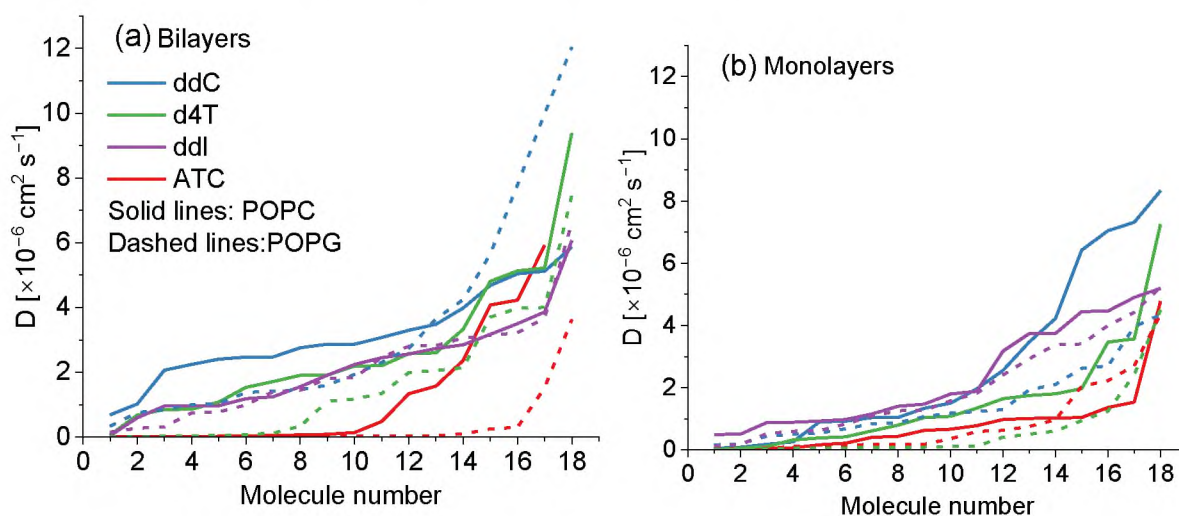 (a) Bilayers
ddC
d4T
ddI
ATC
Solid lines: POPC
Dashed lines:POPG
D [×10⁻⁶ cm² s⁻¹]
12
10
8
6
4
2
0
0 2 4 6 8 10 12 14 16 18
Molecule number
(b) Monolayers
D [×10⁻⁶ cm² s⁻¹]
12
10
8
6
4
2
0
0 2 4 6 8 10 12 14 16 18
Molecule number